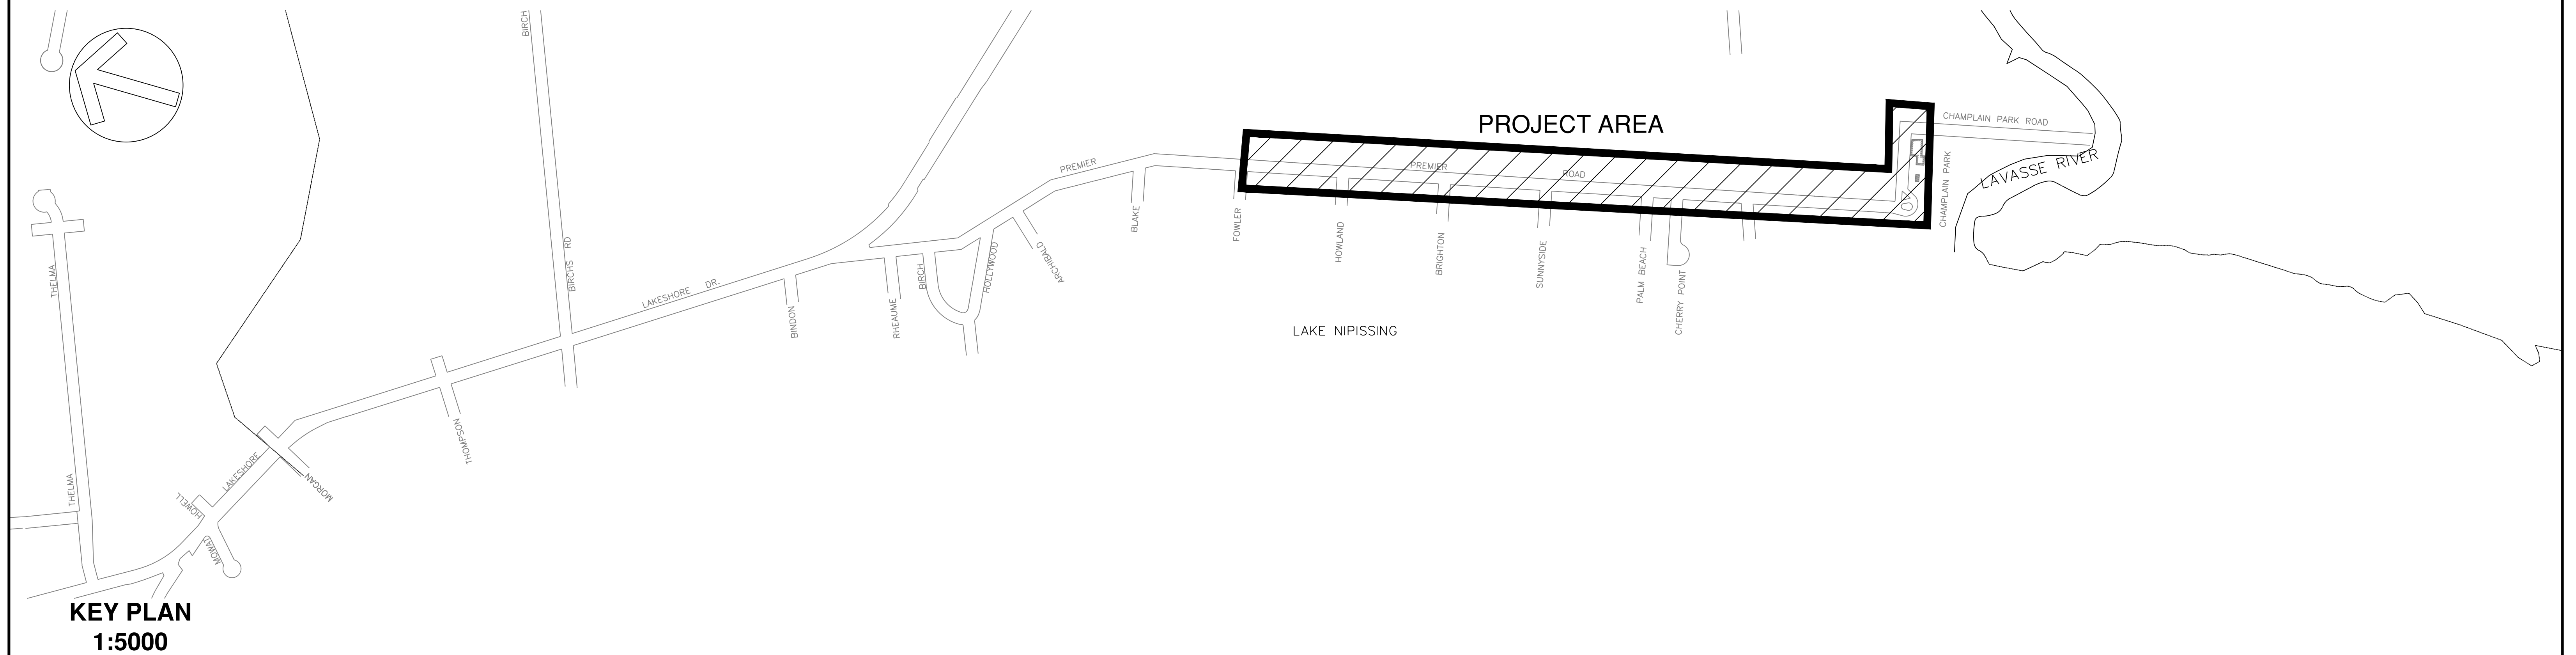 BIRCH
PROJECT AREA
CHAMPLAIN PARK ROAD
PREMIER
PREMIER
ROAD
LAVASSE RIVER
CHAMPLAIN PARK
BLAKE
FOWLER
HOWLAND
BRIGHTON
SUNNYSIDE
PALM BEACH
CHERRY POINT
ARCHIBALD
HOLLYWOOD
BIRCH
RHEAUME
BINDON
BIRCHS RD
LAKESHORE DR.
THELMA
LAKE NIPISSING
THOMPSON
LAKESHORE
MORGAN
HOWELL
THELMA
MOWAT
KEY PLAN
1:5000